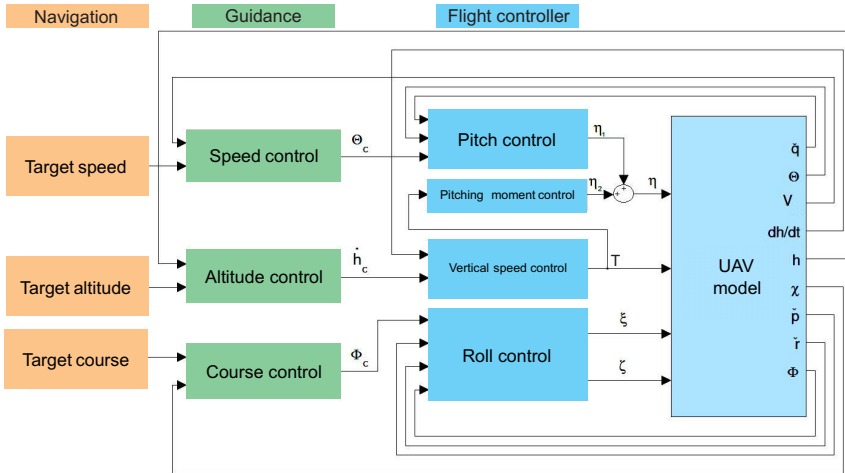 Navigation
Guidance
Flight controller
Target speed
Speed control
Θc
Pitch control
η1
Pitching moment control
η2
+
+
η
Target altitude
Altitude control
ḣc
Vertical speed control
T
Target course
Course control
Φc
Roll control
ξ
ζ
UAV
model
q̌
Θ
V
dh/dt
h
χ
p̌
ř
Φ